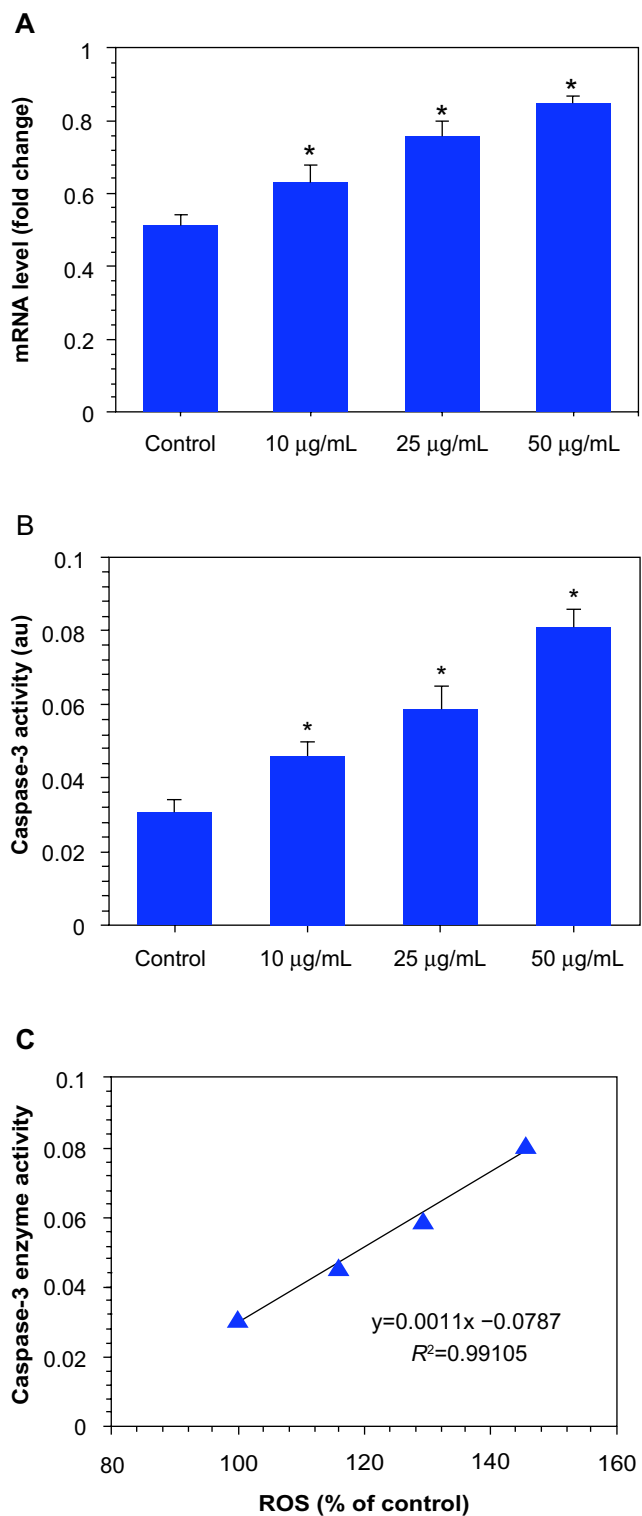 A
mRNA level (fold change)
1
0.8
0.6
0.4
0.2
0
*
*
*
Control 10 μg/mL 25 μg/mL 50 μg/mL
B
Caspase-3 activity (au)
0.1
0.08
0.06
0.04
0.02
0
*
*
*
Control 10 μg/mL 25 μg/mL 50 μg/mL
C
Caspase-3 enzyme activity
0.1
0.08
0.06
0.04
0.02
0
y=0.0011x −0.0787
R²=0.99105
80 100 120 140 160
ROS (% of control)